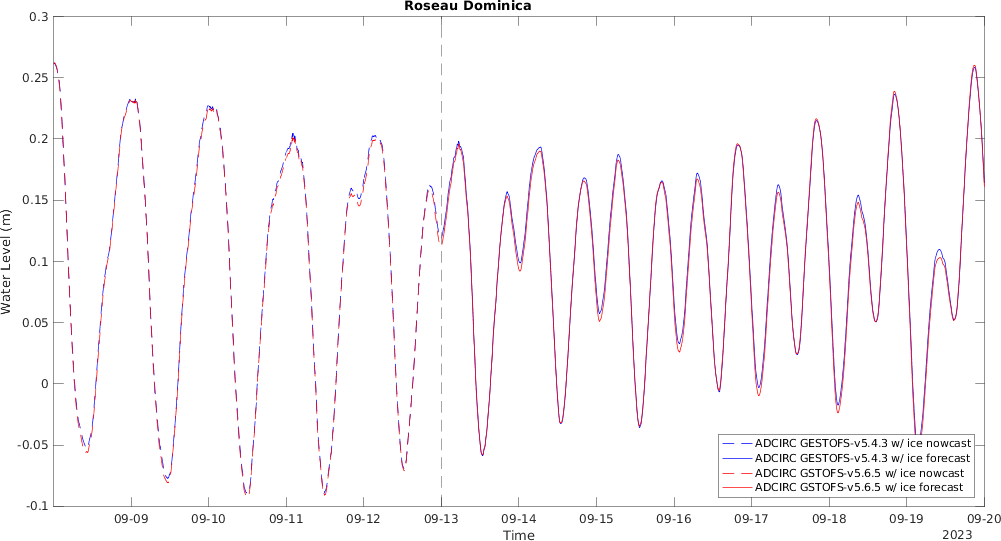 Roseau Dominica
0.3
0.25
0.2
0.15
0.1
0.05
0
-0.05
-0.1
Water Level (m)
ADCIRC GESTOFS-v5.4.3 w/ ice nowcast
ADCIRC GESTOFS-v5.4.3 w/ ice forecast
ADCIRC GSTOFS-v5.6.5 w/ ice nowcast
ADCIRC GSTOFS-v5.6.5 w/ ice forecast
09-09 09-10 09-11 09-12 09-13 09-14 09-15 09-16 09-17 09-18 09-19 09-20
Time
2023